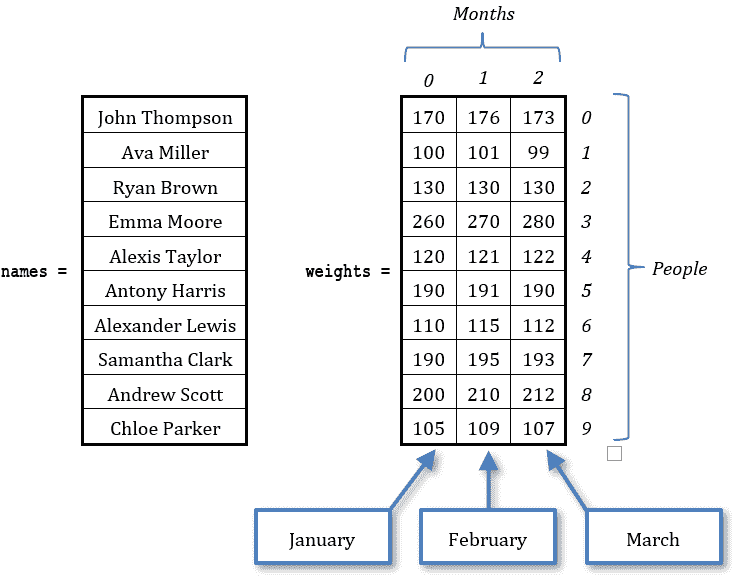 Months
0 1 2
John Thompson 170 176 173 0
Ava Miller 100 101 99 1
Ryan Brown 130 130 130 2
Emma Moore 260 270 280 3
Alexis Taylor 120 121 122 4
names = weights = People
Antony Harris 190 191 190 5
Alexander Lewis 110 115 112 6
Samantha Clark 190 195 193 7
Andrew Scott 200 210 212 8
Chloe Parker 105 109 107 9
January February March